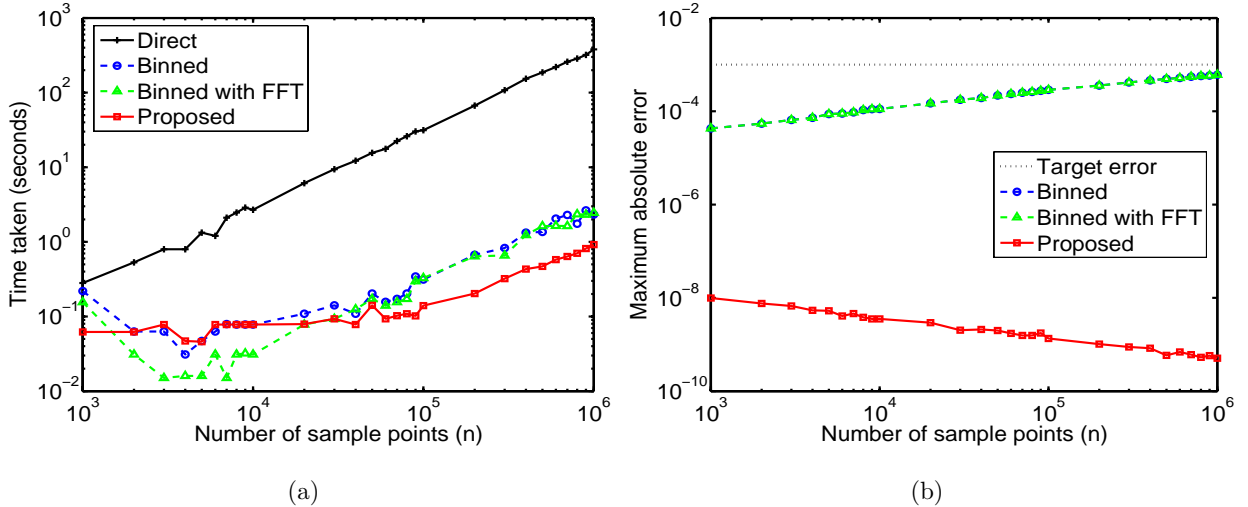 10^3
10^2
10^1
10^0
10^−1
10^−2
Time taken (seconds)
Direct
Binned
Binned with FFT
Proposed
10^3
10^4
10^5
10^6
Number of sample points (n)
(a)
10^−2
10^−4
10^−6
10^−8
10^−10
Maximum absolute error
Target error
Binned
Binned with FFT
Proposed
10^3
10^4
10^5
10^6
Number of sample points (n)
(b)